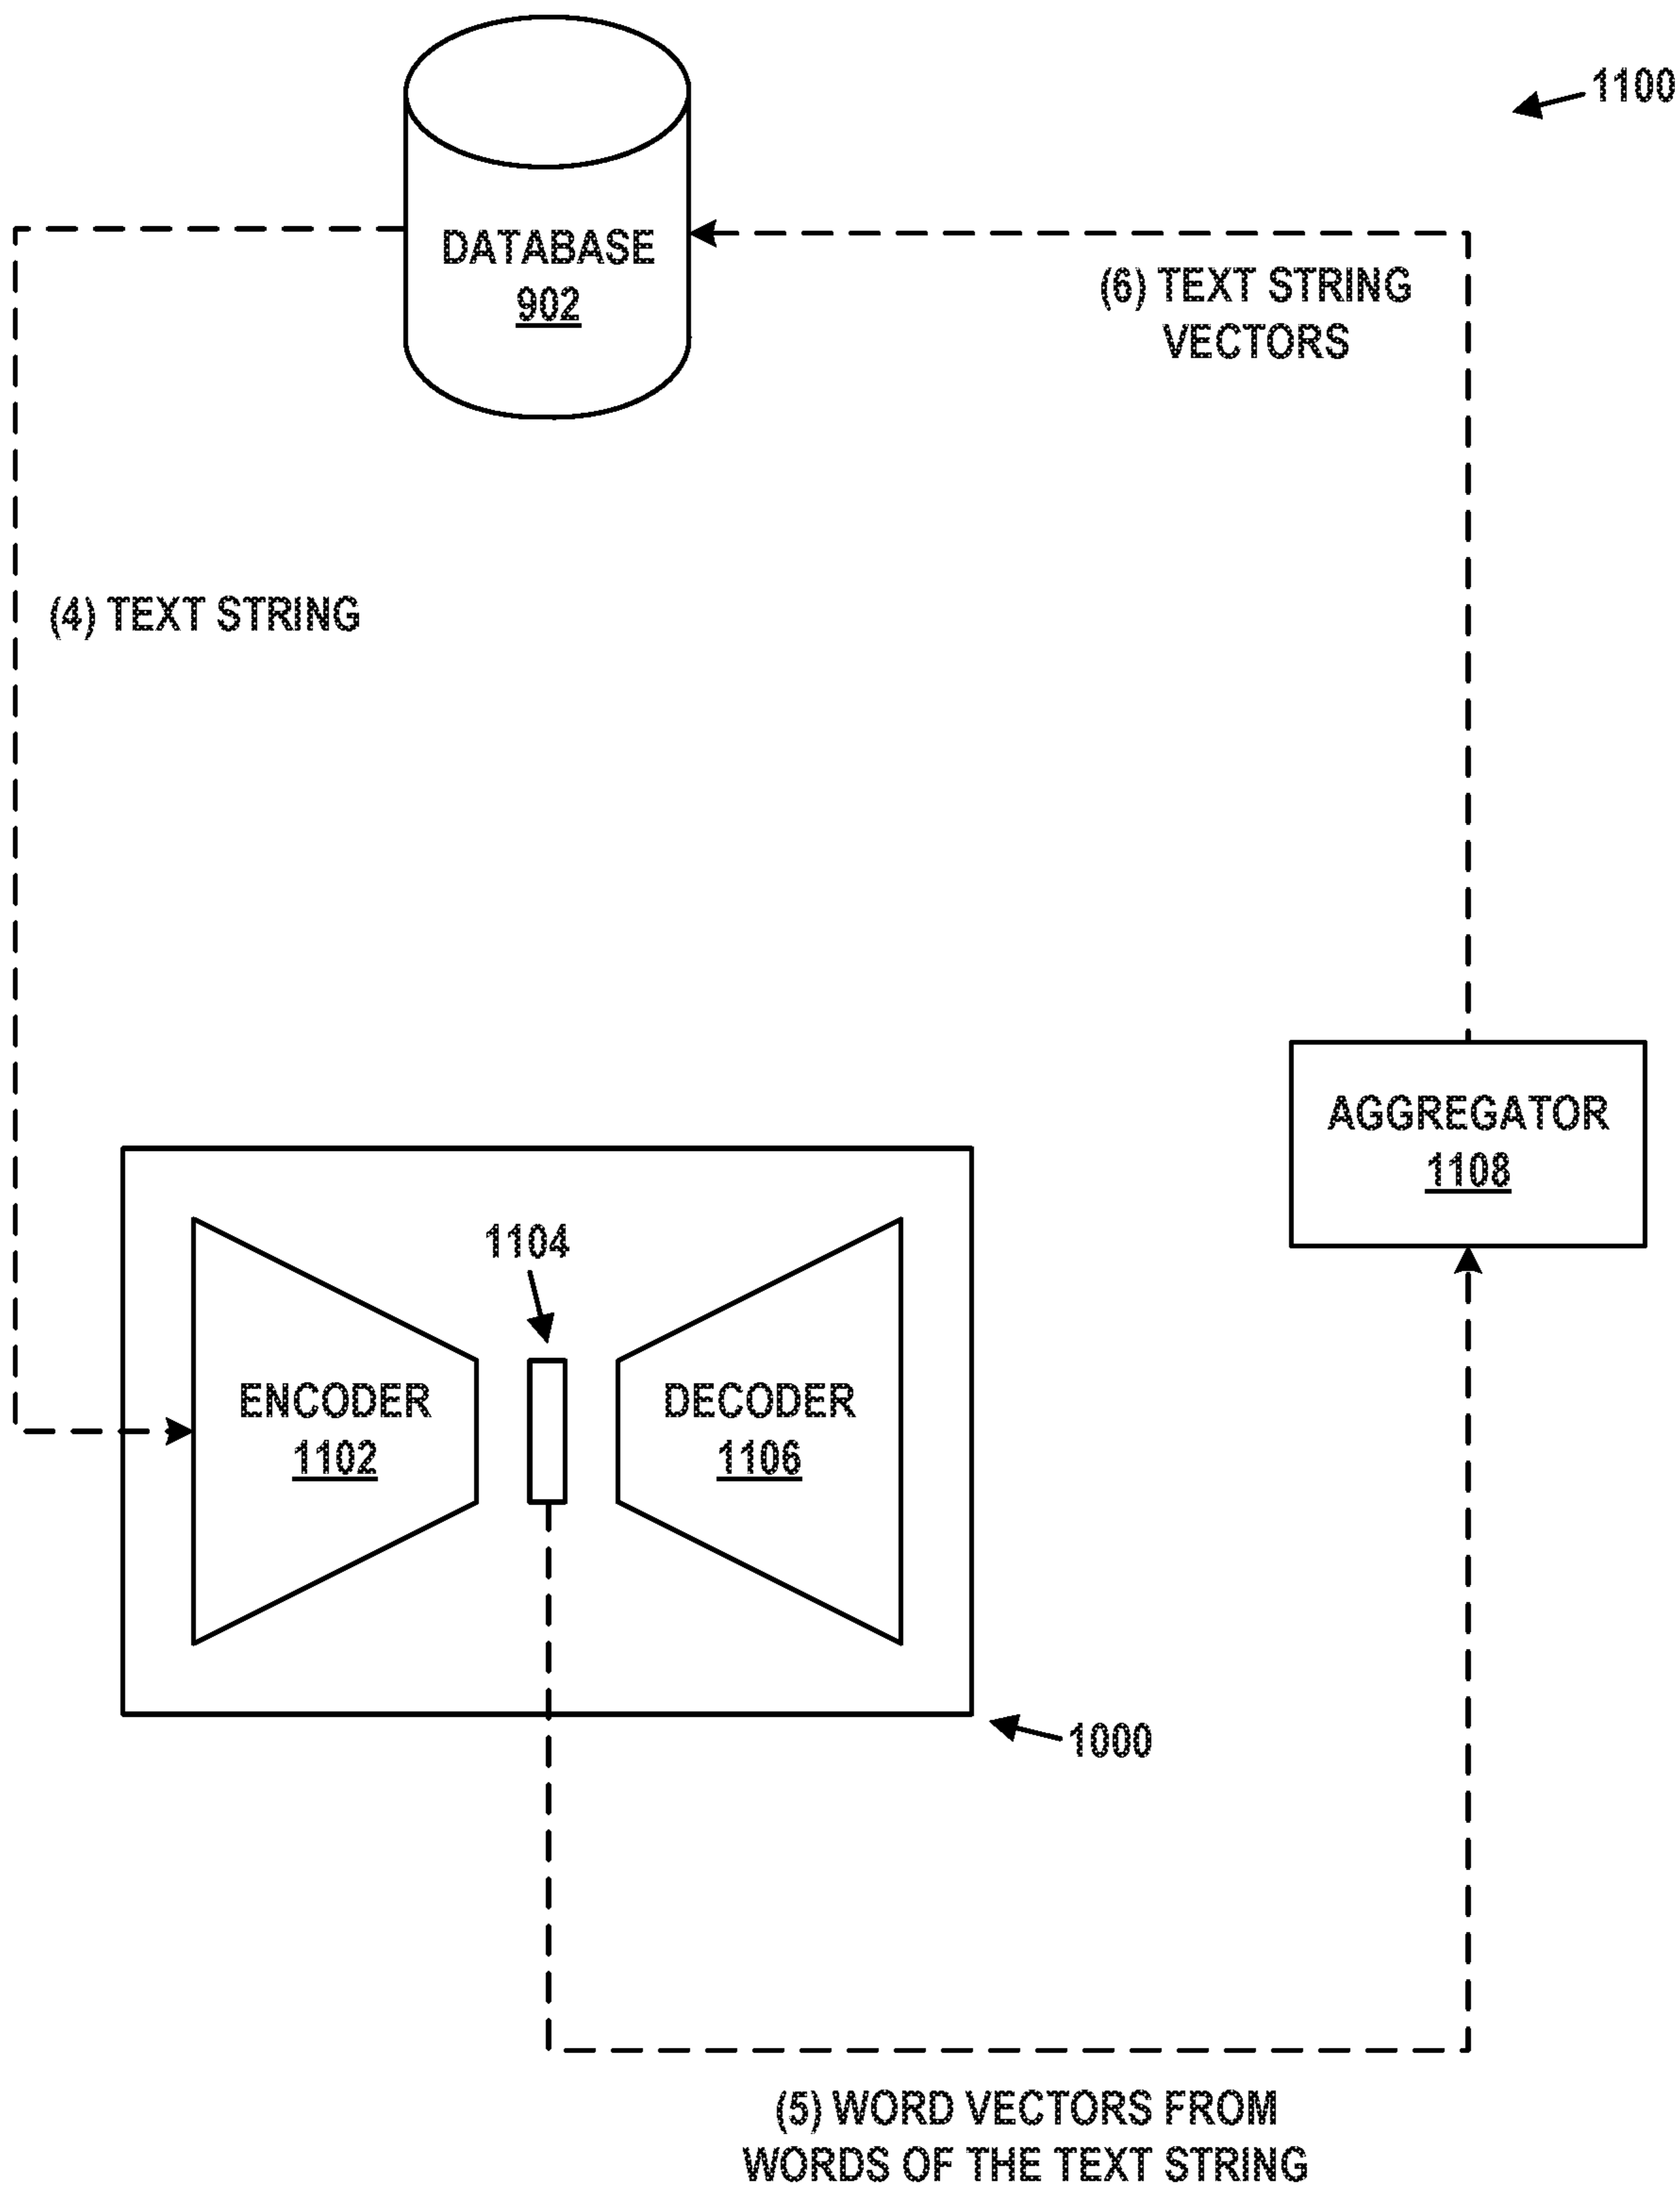 1100
DATABASE
902
(6) TEXT STRING
VECTORS
(4) TEXT STRING
AGGREGATOR
1108
1104
ENCODER
1102
DECODER
1106
1000
(5) WORD VECTORS FROM
WORDS OF THE TEXT STRING